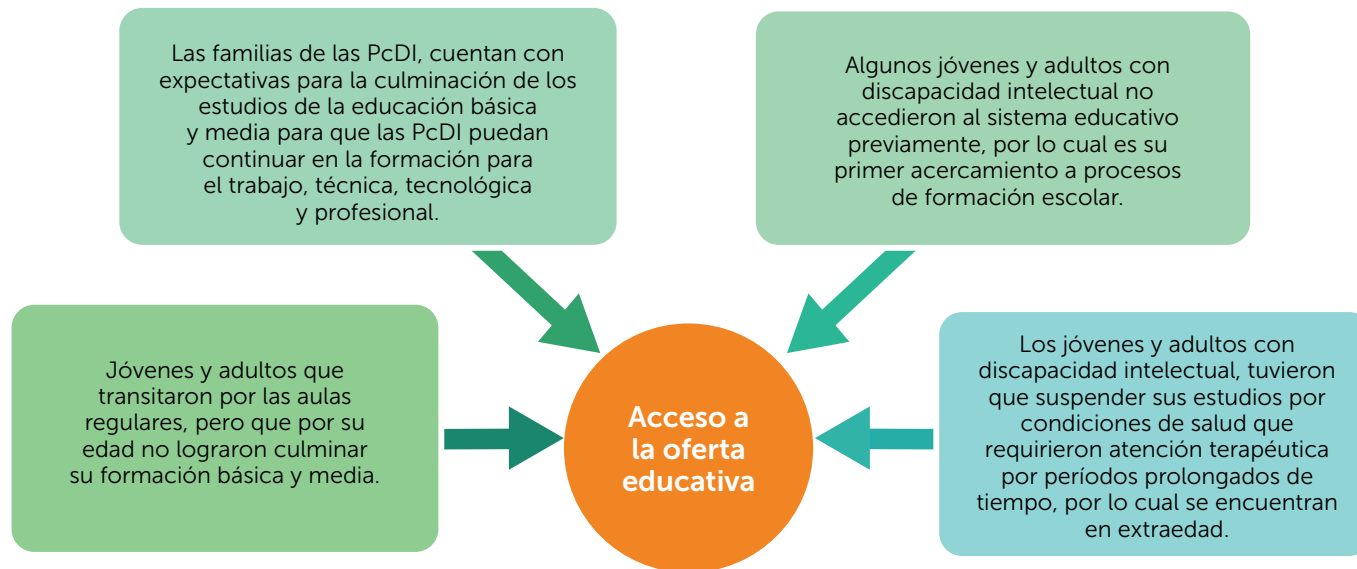 Las familias de las PcDI, cuentan con
expectativas para la culminación de los
estudios de la educación básica
y media para que las PcDI puedan
continuar en la formación para
el trabajo, técnica, tecnológica
y profesional.
Algunos jóvenes y adultos con
discapacidad intelectual no
accedieron al sistema educativo
previamente, por lo cual es su
primer acercamiento a procesos
de formación escolar.
Jóvenes y adultos que
transitaron por las aulas
regulares, pero que por su
edad no lograron culminar
su formación básica y media.
Acceso a
la oferta
educativa
Los jóvenes y adultos con
discapacidad intelectual, tuvieron
que suspender sus estudios por
condiciones de salud que
requirieron atención terapéutica
por períodos prolongados de
tiempo, por lo cual se encuentran
en extraedad.